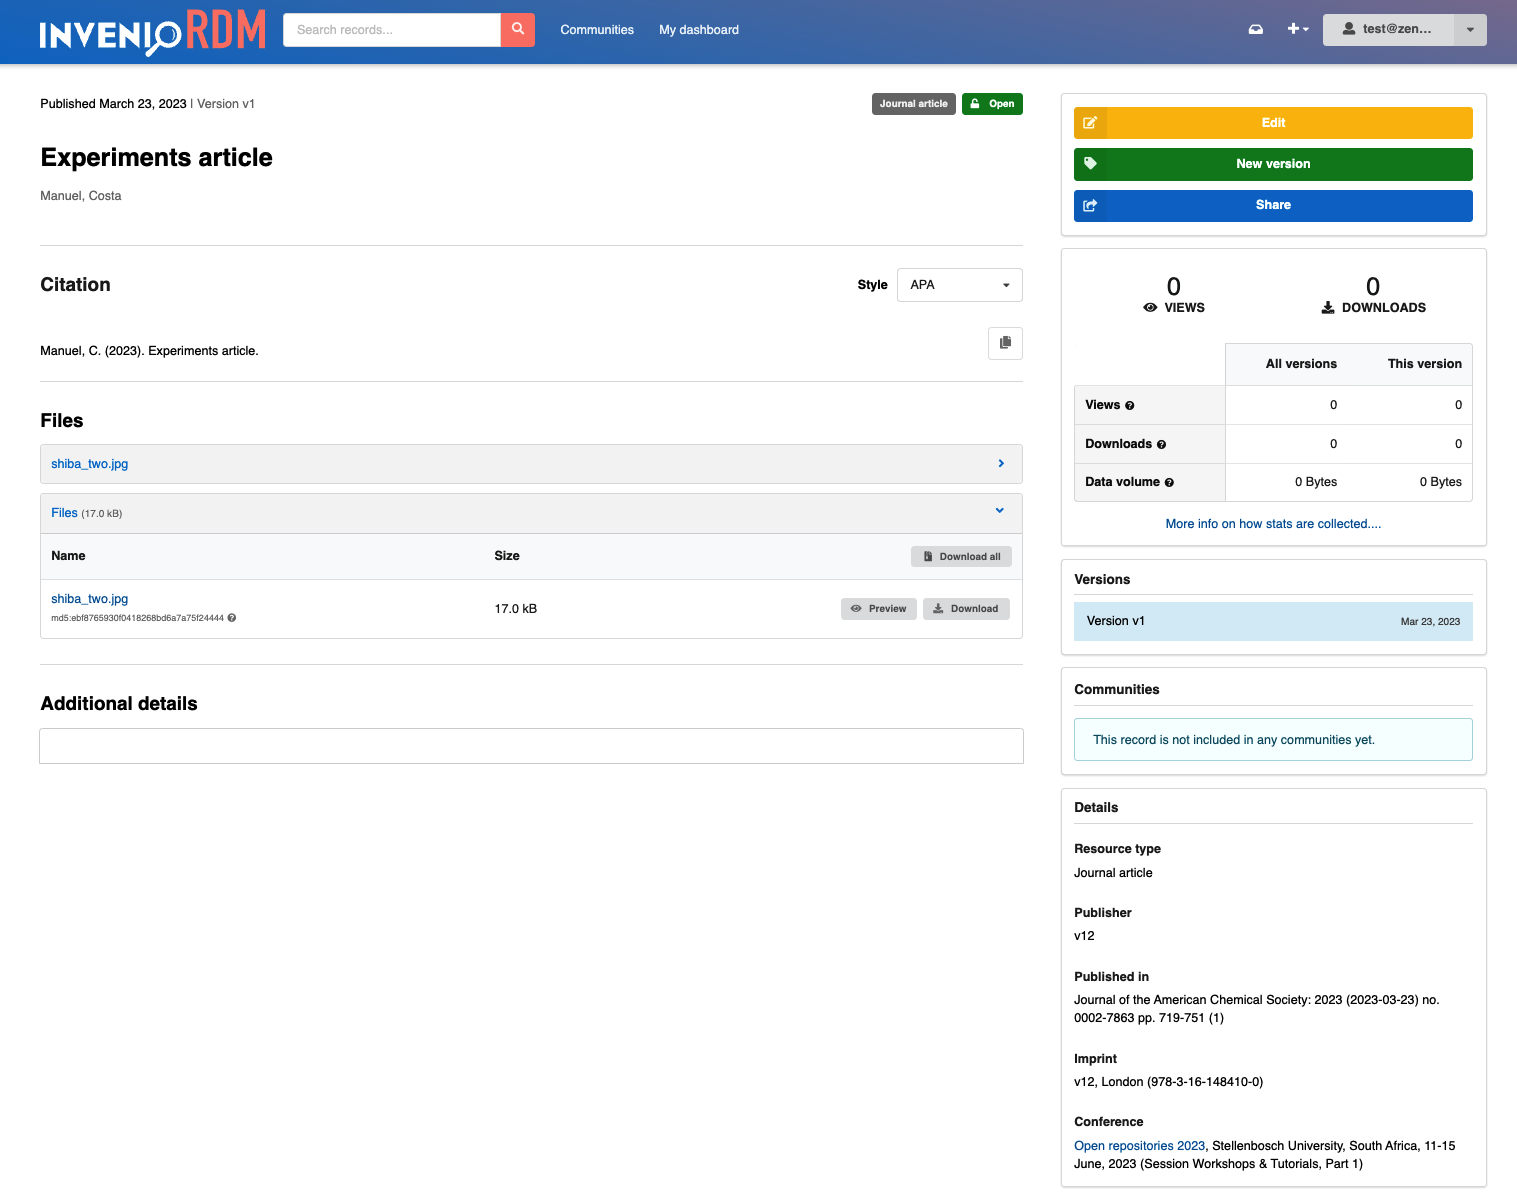 INVENIO RDM
Search records...
Communities
My dashboard
test@zen...
Published March 23, 2023 | Version v1
Journal article
Open
Experiments article
Manuel, Costa
Citation
Style
APA
Manuel, C. (2023). Experiments article.
Files
shiba_two.jpg
Files (17.0 kB)
Name
Size
Download all
shiba_two.jpg
md5:ebf8765930f0418268bd6a7a75f24444
17.0 kB
Preview
Download
Additional details
Edit
New version
Share
0
VIEWS
0
DOWNLOADS
All versions
This version
Views
0
0
Downloads
0
0
Data volume
0 Bytes
0 Bytes
More info on how stats are collected....
Versions
Version v1
Mar 23, 2023
Communities
This record is not included in any communities yet.
Details
Resource type
Journal article
Publisher
v12
Published in
Journal of the American Chemical Society: 2023 (2023-03-23) no.
0002-7863 pp. 719-751 (1)
Imprint
v12, London (978-3-16-148410-0)
Conference
Open repositories 2023, Stellenbosch University, South Africa, 11-15
June, 2023 (Session Workshops & Tutorials, Part 1)